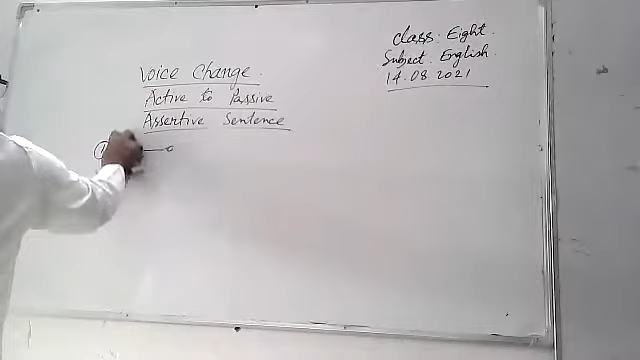 Class: Eight.
Subject. English.
14.08 2021
Voice Change.
Active to Passive
Assertive Sentence